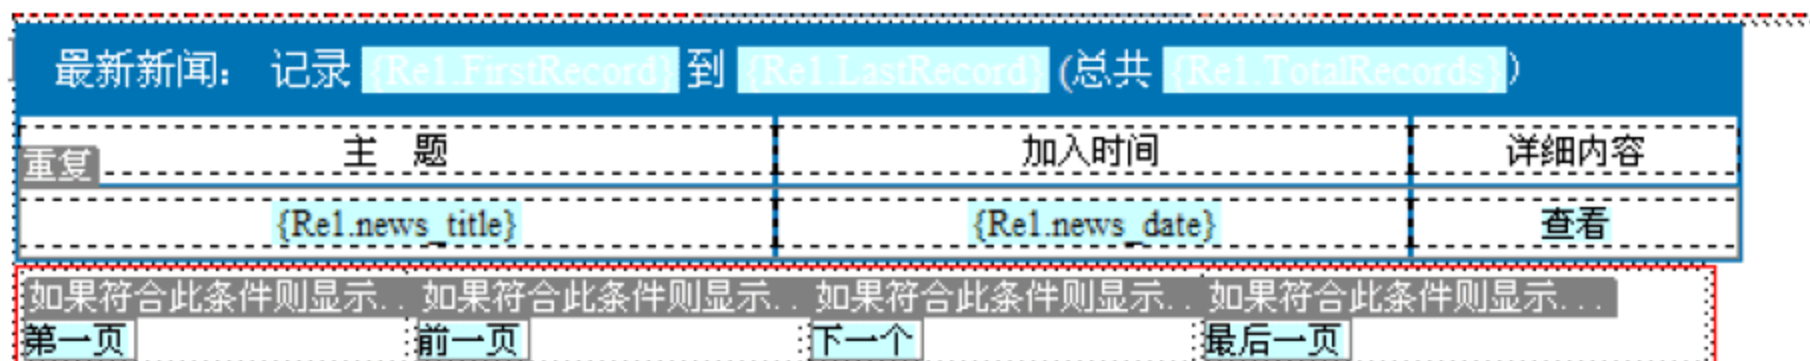 最新新闻： 记录 {Re1.FirstRecord} 到 {Re1.LastRecord} (总共 {Re1.TotalRecords})
主 题 加入时间 详细内容
重复
{Re1.news_title} {Re1.news_date} 查看
如果符合此条件则显示.. 如果符合此条件则显示.. 如果符合此条件则显示.. 如果符合此条件则显示...
第一页 前一页 下一个 最后一页